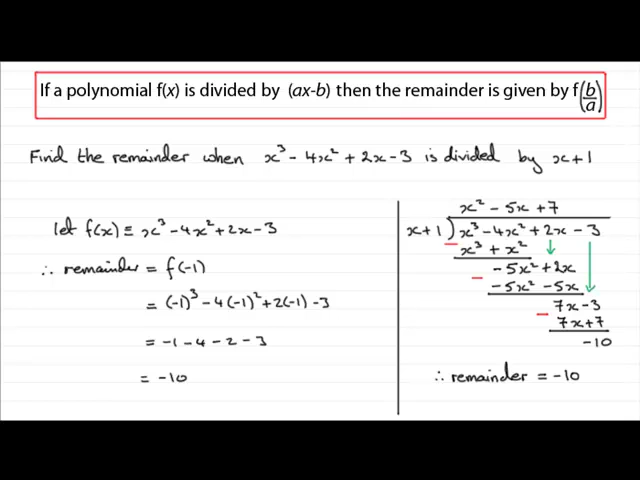 If a polynomial f(x) is divided by (ax-b) then the remainder is given by f(b/a)
Find the remainder when x³ - 4x² + 2x - 3 is divided by x+1
let f(x) ≡ x³ - 4x² + 2x - 3
∴ remainder = f(-1)
= (-1)³ - 4(-1)² + 2(-1) - 3
= -1 - 4 - 2 - 3
= -10
x² - 5x + 7
x+1 ) x³ - 4x² + 2x - 3
x³ + x²
-5x² + 2x
-5x² - 5x
7x - 3
7x + 7
-10
∴ remainder = -10